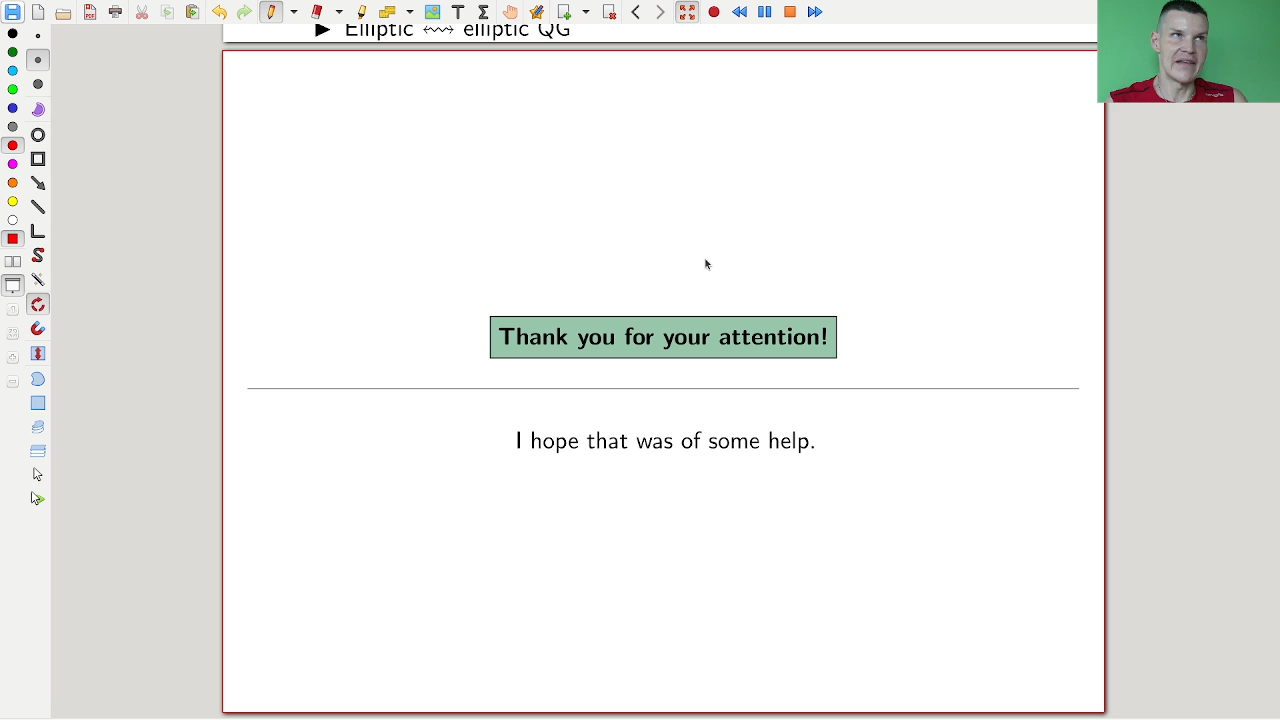 ▶ Elliptic ⇝ elliptic QG
Thank you for your attention!
I hope that was of some help.